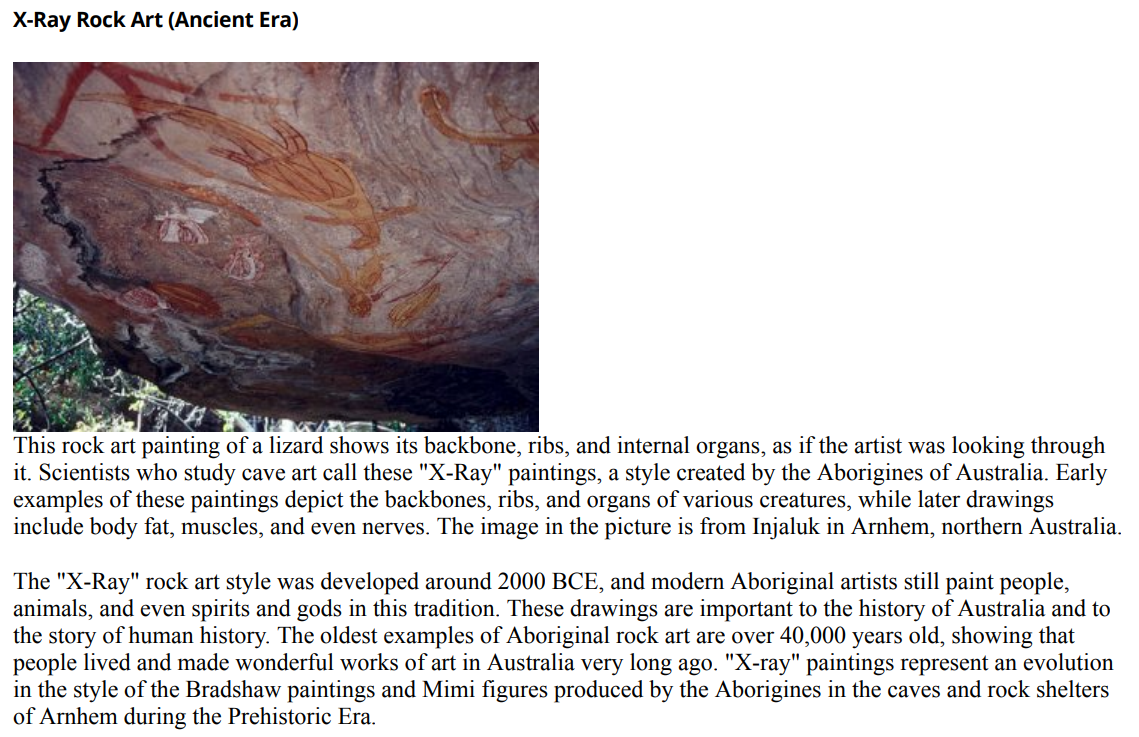 X-Ray Rock Art (Ancient Era)
This rock art painting of a lizard shows its backbone, ribs, and internal organs, as if the artist was looking through
it. Scientists who study cave art call these "X-Ray" paintings, a style created by the Aborigines of Australia. Early
examples of these paintings depict the backbones, ribs, and organs of various creatures, while later drawings
include body fat, muscles, and even nerves. The image in the picture is from Injaluk in Arnhem, northern Australia.
The "X-Ray" rock art style was developed around 2000 BCE, and modern Aboriginal artists still paint people,
animals, and even spirits and gods in this tradition. These drawings are important to the history of Australia and to
the story of human history. The oldest examples of Aboriginal rock art are over 40,000 years old, showing that
people lived and made wonderful works of art in Australia very long ago. "X-ray" paintings represent an evolution
in the style of the Bradshaw paintings and Mimi figures produced by the Aborigines in the caves and rock shelters
of Arnhem during the Prehistoric Era.